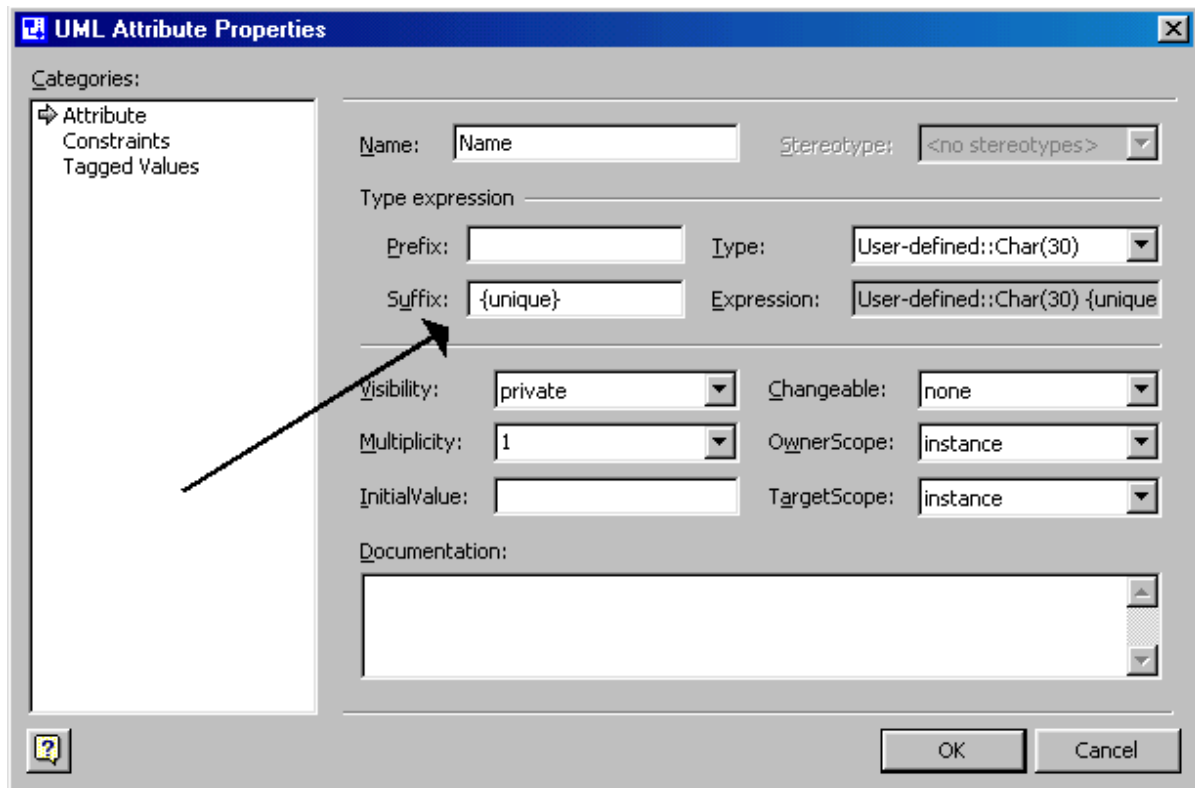 UML Attribute Properties
Categories:
Attribute
Constraints
Tagged Values
Name: Name Stereotype: <no stereotypes>
Type expression
Prefix: Type: User-defined::Char(30)
Suffix: {unique} Expression: User-defined::Char(30) {unique
Visibility: private Changeable: none
Multiplicity: 1 OwnerScope: instance
InitialValue: TargetScope: instance
Documentation:
OK Cancel